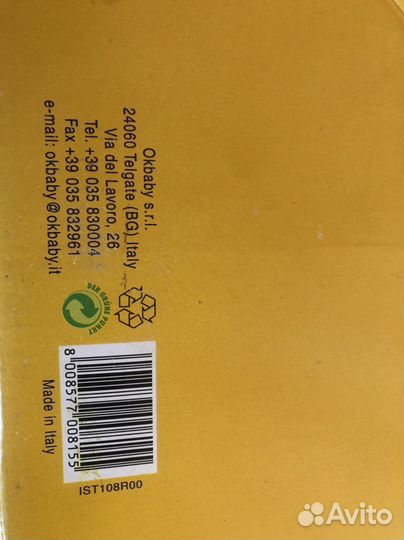 Okbaby s.r.l.
24060 Telgate (BG) Italy
Via del Lavoro, 26
Tel. +39 035 830004
Fax +39 035 832961
e-mail: okbaby@okbaby.it
DER GRÜNE PUNKT
8 008577 008155
Made in Italy
IST108R00
Avito